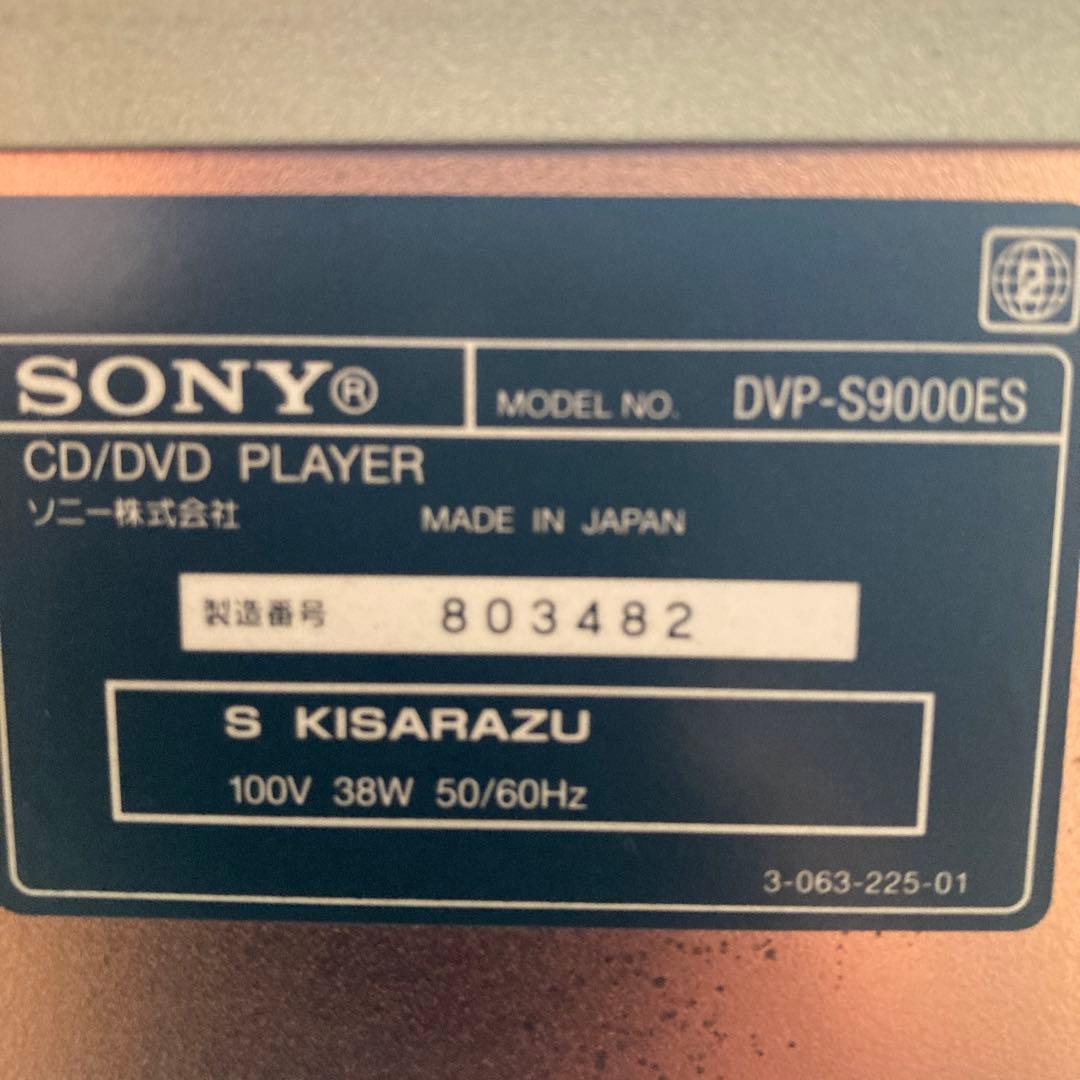 2
SONY® MODEL NO. DVP-S9000ES
CD/DVD PLAYER
ソニー株式会社 MADE IN JAPAN
製造番号 803482
S KISARAZU
100V 38W 50/60Hz
3-063-225-01